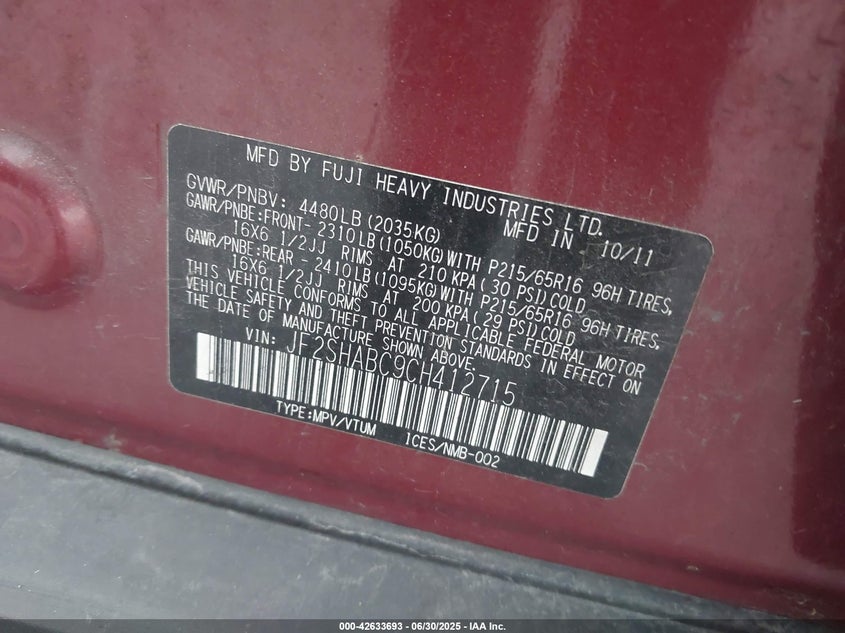 MFD BY FUJI HEAVY INDUSTRIES LTD.
GVWR/PNBV: 4480LB (2035KG) MFD IN 10/11
GAWR/PNBE:FRONT- 2310LB(1050KG)WITH P215/65R16 96H TIRES,
16X6 1/2JJ RIMS AT 210 KPA(30 PSI)COLD
GAWR/PNBE:REAR - 2410LB(1095KG)WITH P215/65R16 96H TIRES,
16X6 1/2JJ RIMS AT 200 KPA(29 PSI)COLD
THIS VEHICLE CONFORMS TO ALL APPLICABLE FEDERAL MOTOR
VEHICLE SAFETY AND THEFT PREVENTION STANDARDS IN EFFECT ON
THE DATE OF MANUFACTURE SHOWN ABOVE.
VIN: JF2SHABC9CH412715
TYPE:MPV/VTUM ICES/NMB-002
000-42633693 - 06/30/2025 - IAA Inc.